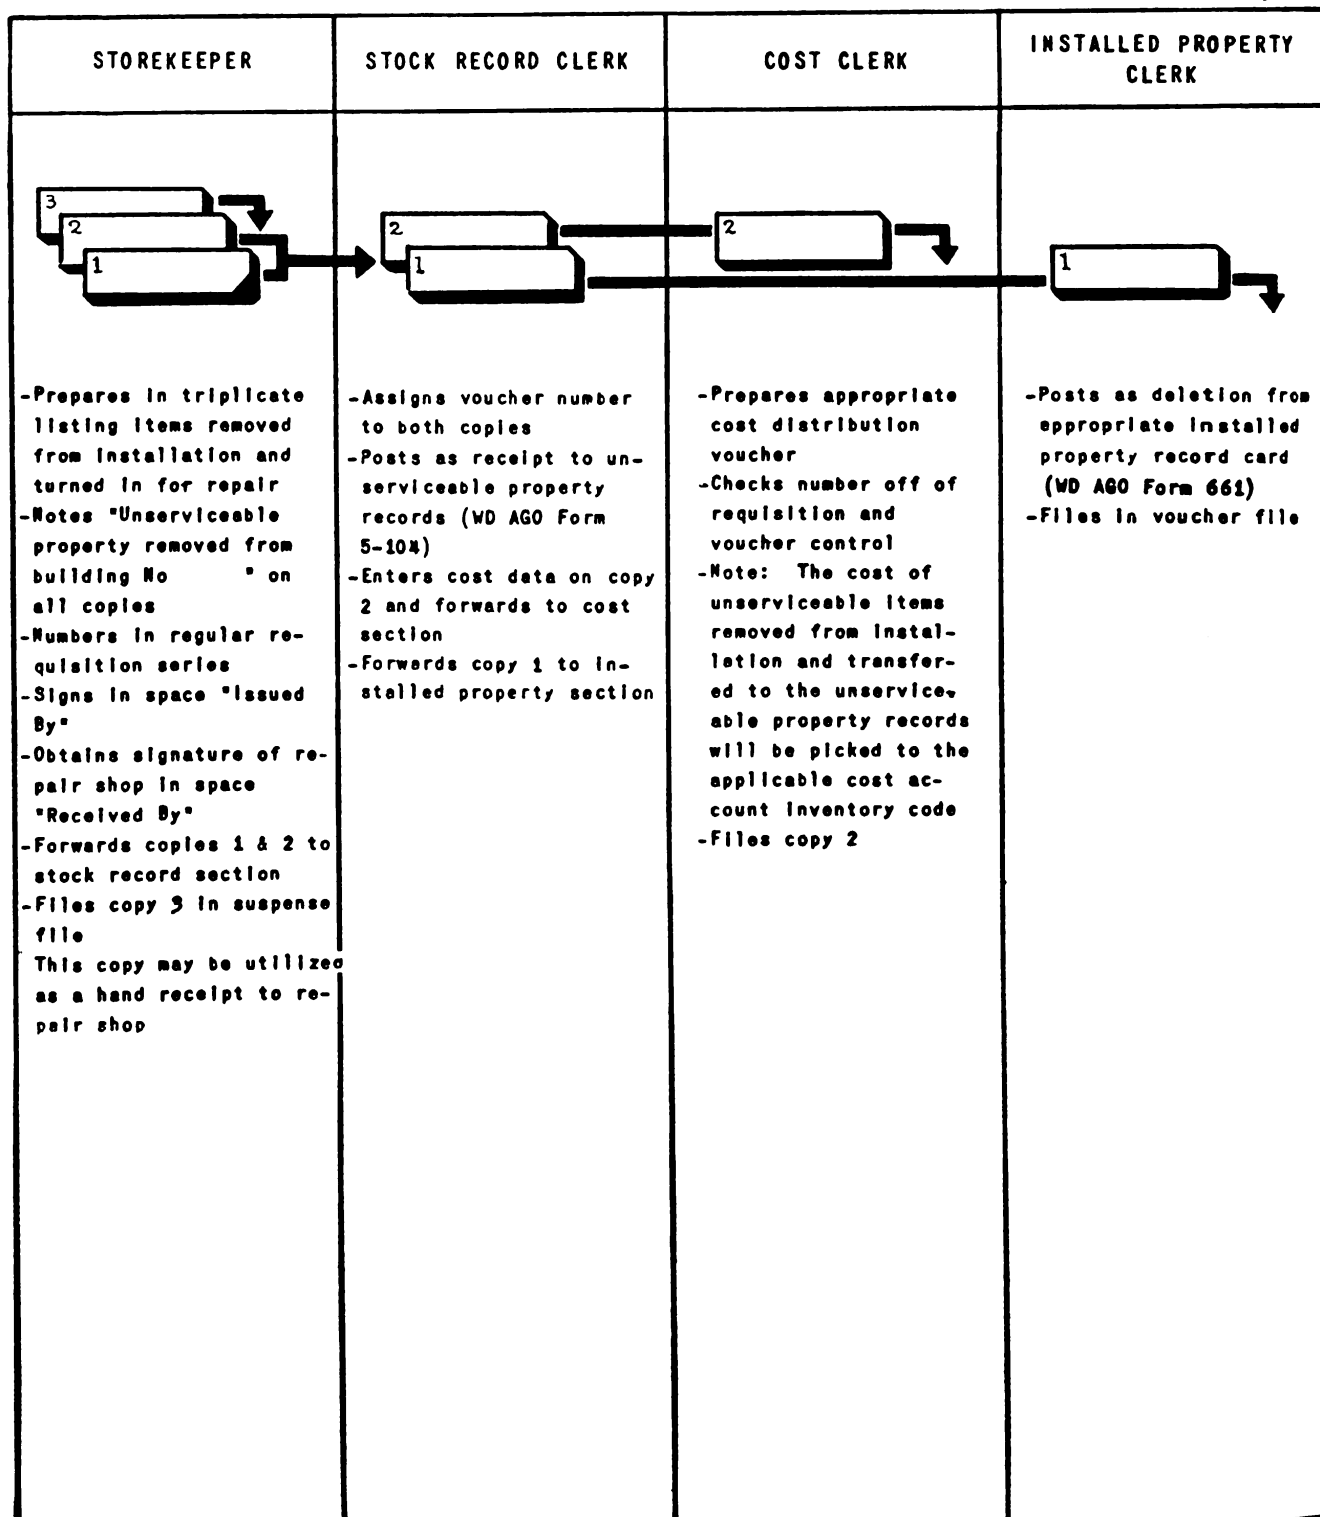 STOREKEEPER
STOCK RECORD CLERK
COST CLERK
INSTALLED PROPERTY
CLERK
3
2
1
2
1
2
1
-Prepares in triplicate
listing items removed
from installation and
turned in for repair
-Notes "Unserviceable
property removed from
building No " on
all copies
-Numbers in regular re-
quisition series
-Signs in space "Issued
By"
-Obtains signature of re-
pair shop in space
"Received By"
-Forwards copies 1 & 2 to
stock record section
-Files copy 3 in suspense
file
This copy may be utilized
as a hand receipt to re-
pair shop
-Assigns voucher number
to both copies
-Posts as receipt to un-
serviceable property
records (WD AGO Form
5-104)
-Enters cost data on copy
2 and forwards to cost
section
-Forwards copy 1 to in-
stalled property section
-Prepares appropriate
cost distribution
voucher
-Checks number off of
requisition and
voucher control
-Note: The cost of
unserviceable items
removed from instal-
lation and transfer-
ed to the unservice-
able property records
will be picked to the
applicable cost ac-
count inventory code
-Files copy 2
-Posts as deletion from
appropriate installed
property record card
(WD AGO Form 661)
-Files in voucher file